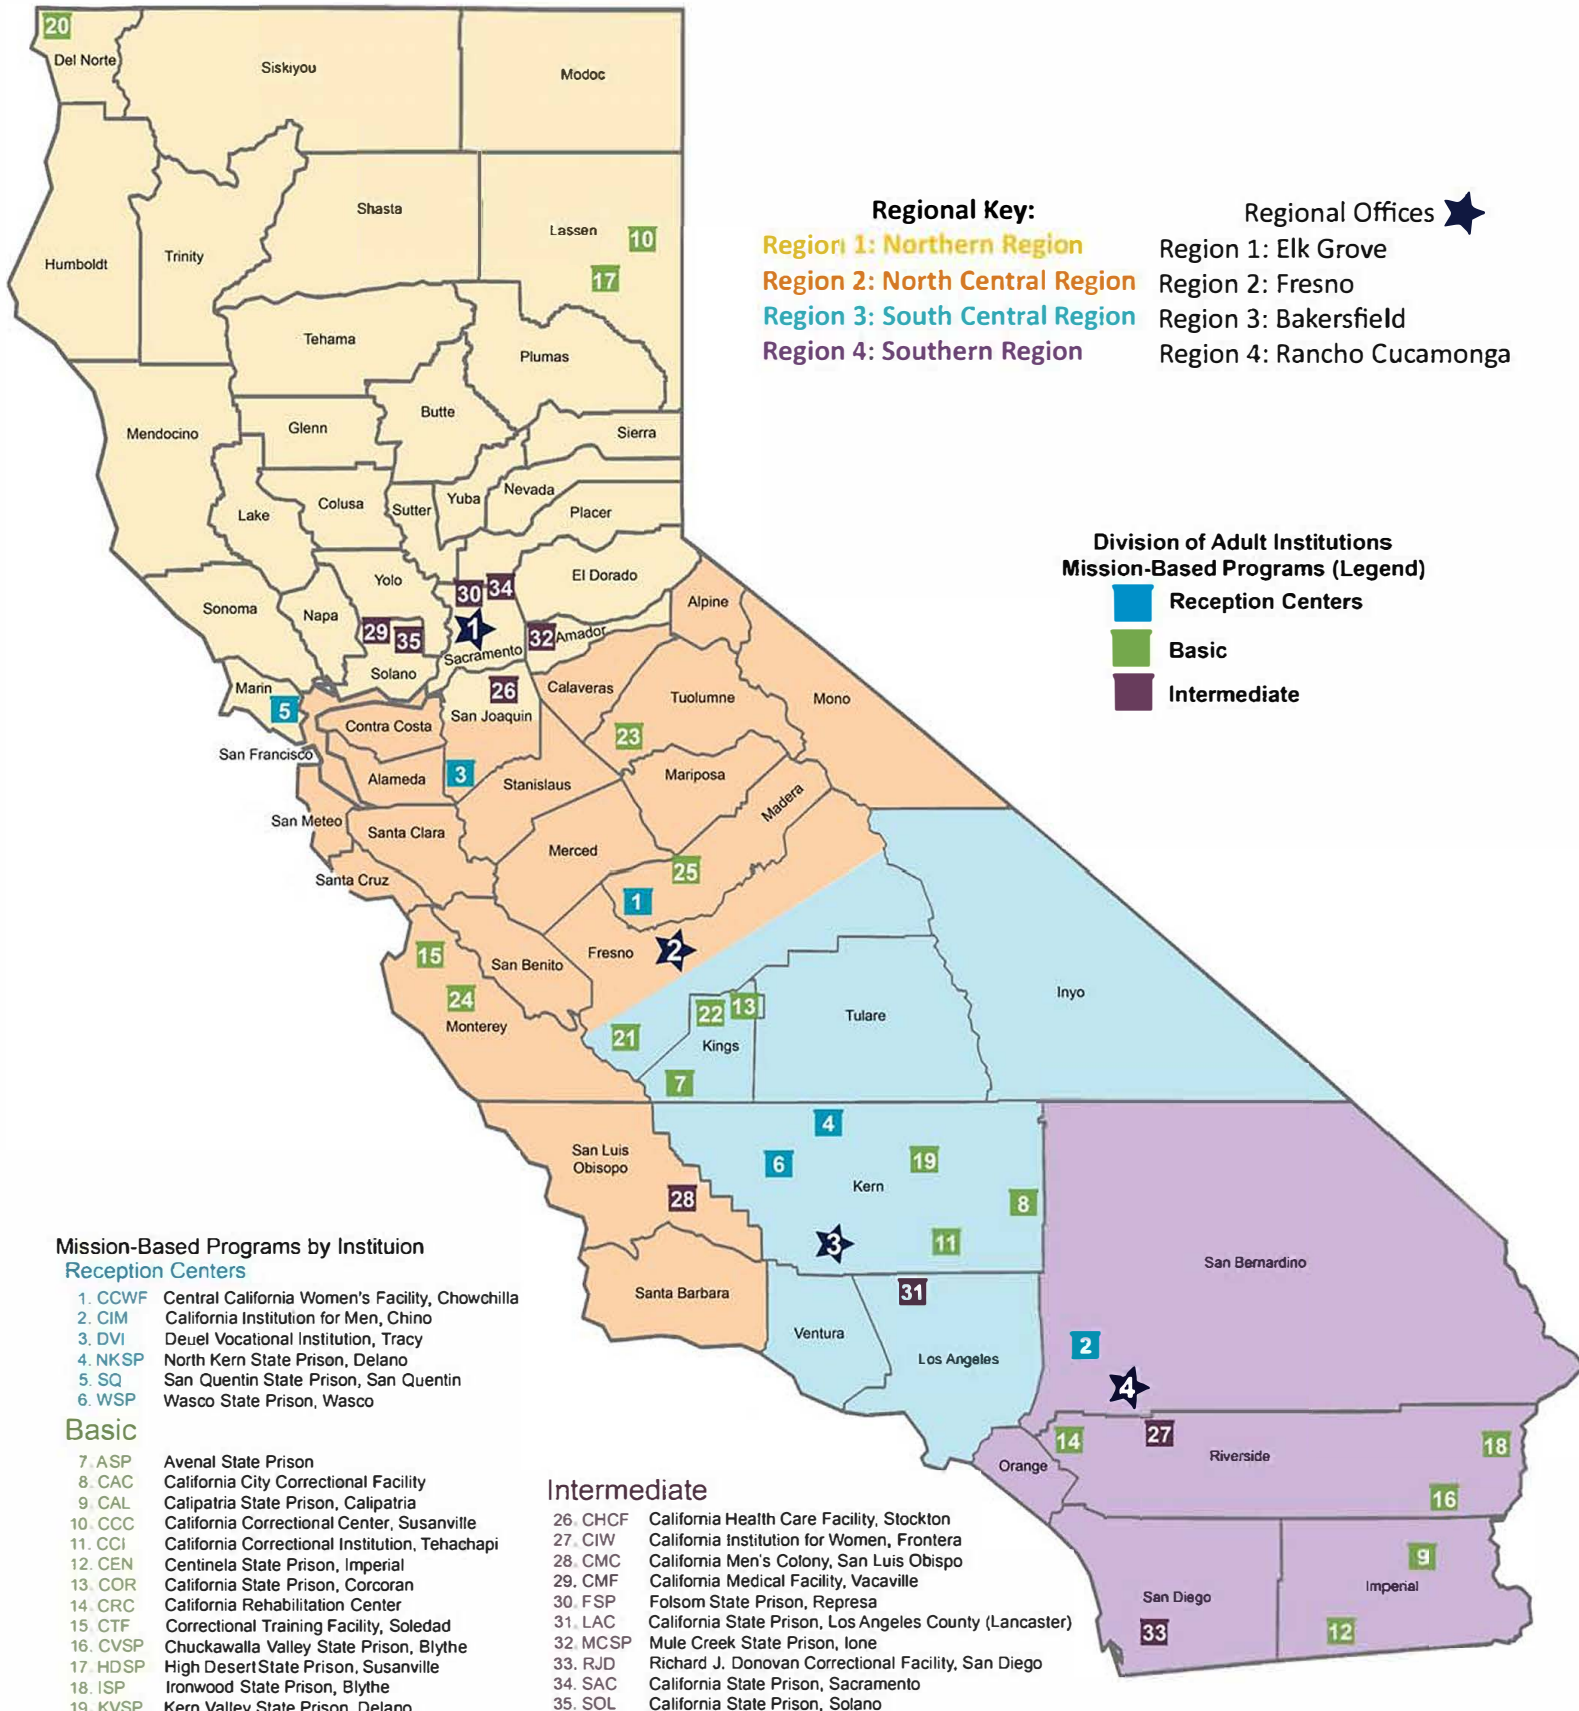 20
Del Norte
Siskiyou
Modoc
Shasta
Lassen
10
17
Humboldt
Trinity
Tehama
Plumas
Butte
Glenn
Mendocino
Sierra
Colusa
Lake
Sutter
Yuba
Nevada
Placer
Yolo
El Dorado
30
34
Sonoma
Napa
29
35
1
32
Amador
Sacramento
Alpine
Solano
Marin
5
26
San Joaquin
Calaveras
Tuolumne
Mono
Contra Costa
23
San Francisco
Alameda
3
Stanislaus
Mariposa
Madera
San Meteo
Santa Clara
Merced
Santa Cruz
25
1
15
San Benito
Fresno
2
24
Monterey
21
22
13
Kings
Tulare
Inyo
7
4
San Luis
Obisopo
6
19
Kern
28
8
3
11
San Bernardino
Santa Barbara
31
Ventura
Los Angeles
2
4
14
27
Riverside
18
Orange
16
9
San Diego
Imperial
33
12
Regional Key:
Region 1: Northern Region
Region 2: North Central Region
Region 3: South Central Region
Region 4: Southern Region
Regional Offices
Region 1: Elk Grove
Region 2: Fresno
Region 3: Bakersfield
Region 4: Rancho Cucamonga
Division of Adult Institutions
Mission-Based Programs (Legend)
Reception Centers
Basic
Intermediate
Mission-Based Programs by Instituion
Reception Centers
1. CCWF Central California Women's Facility, Chowchilla
2. CIM California Institution for Men, Chino
3. DVI Deuel Vocational Institution, Tracy
4. NKSP North Kern State Prison, Delano
5. SQ San Quentin State Prison, San Quentin
6. WSP Wasco State Prison, Wasco
Basic
7. ASP Avenal State Prison
8. CAC California City Correctional Facility
9. CAL Calipatria State Prison, Calipatria
10. CCC California Correctional Center, Susanville
11. CCI California Correctional Institution, Tehachapi
12. CEN Centinela State Prison, Imperial
13. COR California State Prison, Corcoran
14. CRC California Rehabilitation Center
15. CTF Correctional Training Facility, Soledad
16. CVSP Chuckawalla Valley State Prison, Blythe
17. HDSP High Desert State Prison, Susanville
18. ISP Ironwood State Prison, Blythe
19. KVSP Kern Valley State Prison, Delano
Intermediate
26. CHCF California Health Care Facility, Stockton
27. CIW California Institution for Women, Frontera
28. CMC California Men's Colony, San Luis Obispo
29. CMF California Medical Facility, Vacaville
30. FSP Folsom State Prison, Represa
31. LAC California State Prison, Los Angeles County (Lancaster)
32. MCSP Mule Creek State Prison, Ione
33. RJD Richard J. Donovan Correctional Facility, San Diego
34. SAC California State Prison, Sacramento
35. SOL California State Prison, Solano